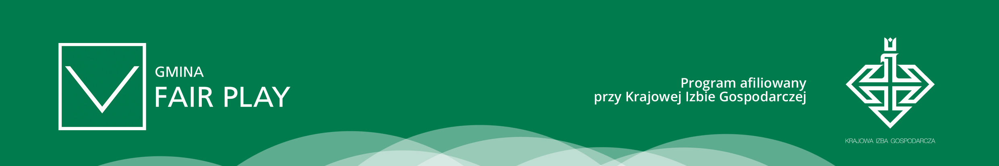 GMINA
FAIR PLAY
Program afiliowany
przy Krajowej Izbie Gospodarczej
KRAJOWA IZBA GOSPODARCZA